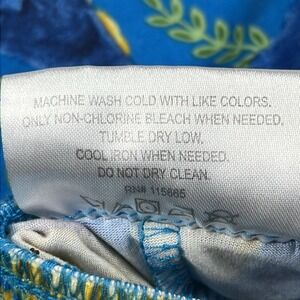 MACHINE WASH COLD WITH LIKE COLORS.
ONLY NON-CHLORINE BLEACH WHEN NEEDED.
TUMBLE DRY LOW.
COOL IRON WHEN NEEDED.
DO NOT DRY CLEAN.
RN# 115865